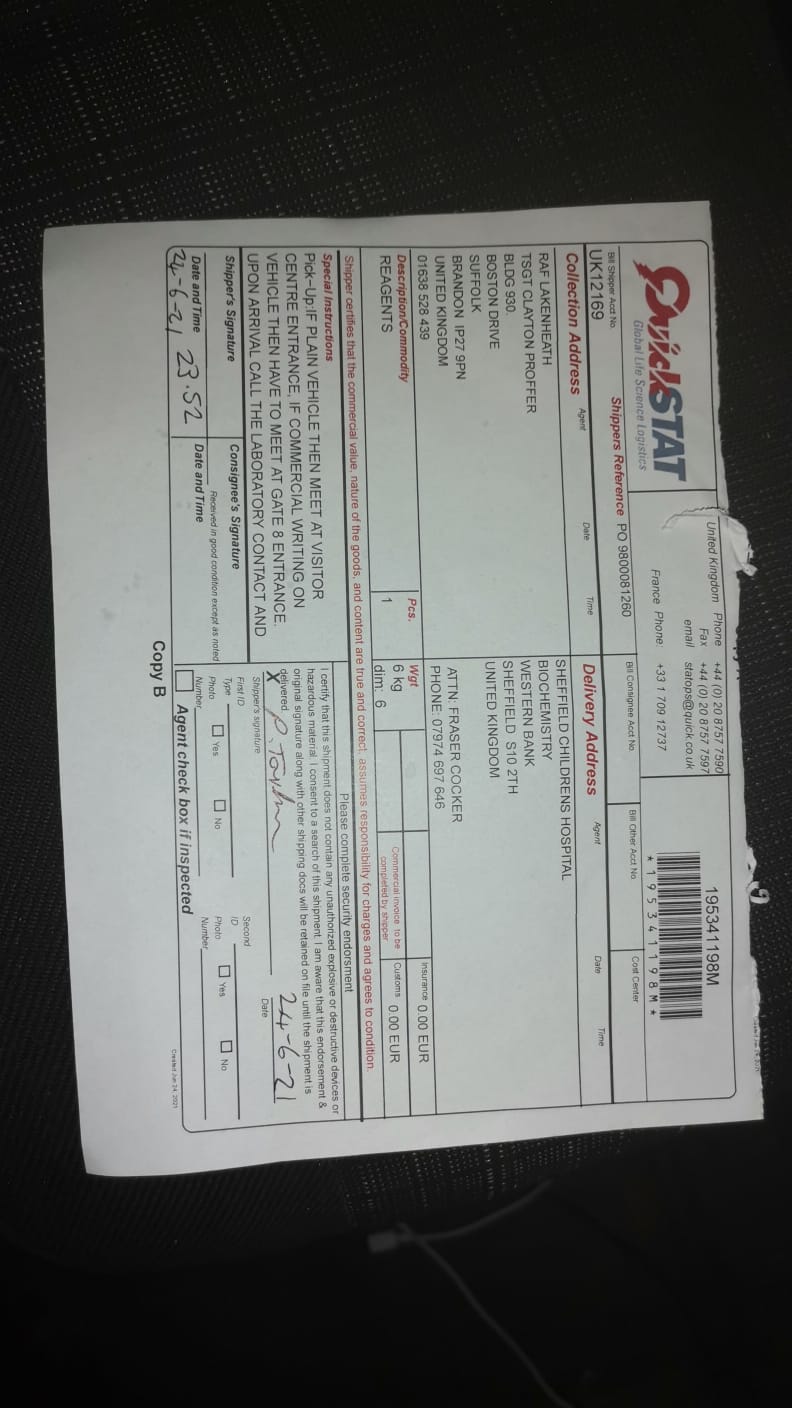 QuickSTAT
Global Life Science Logistics
United Kingdom Phone +44 (0) 20 8757 7590
Fax +44 (0) 20 8757 7597
email statops@quick.co.uk
France Phone: +33 1 709 12737
195341198M
*195341198M*
Bill Shipper Acct No.
UK12169
Shippers Reference PO 9800081260
Bill Consignee Acct No.
Bill Other Acct No
Cost Center
Collection Address Agent Date Time
RAF LAKENHEATH
TSGT CLAYTON PROFFER
BLDG 930.
BOSTON DRIVE
SUFFOLK
BRANDON IP27 9PN
UNITED KINGDOM
01638 528 439
Delivery Address Agent Date Time
SHEFFIELD CHILDRENS HOSPITAL
BIOCHEMISTRY
WESTERN BANK
SHEFFIELD S10 2TH
UNITED KINGDOM
ATTN: FRASER COCKER
PHONE: 07974 697 646
Description/Commodity
REAGENTS
Pcs.
1
Wgt
6 kg
dim: 6
Commercial invoice to be
completed by shipper
Insurance 0.00 EUR
Customs 0.00 EUR
Shipper certifies that the commercial value, nature of the goods, and content are true and correct, assumes responsibility for charges and agrees to condition.
Special Instructions
Pick-Up:IF PLAIN VEHICLE THEN MEET AT VISITOR
CENTRE ENTRANCE, IF COMMERCIAL WRITING ON
VEHICLE THEN HAVE TO MEET AT GATE 8 ENTRANCE.
UPON ARRIVAL CALL THE LABORATORY CONTACT AND
Please complete security endorsment
I certify that this shipment does not contain any unauthorized explosive or destructive devices or
hazardous material. I consent to a search of this shipment. I am aware that this endorsement &
original signature along with other shipping docs will be retained on file until the shipment is
delivered.
X
24-6-21
Shipper's signature
Date
Shipper's Signature
Consignee's Signature
Received in good condition except as noted
Date and Time
24-6-21 23.52
Date and Time
First ID
Type
Photo Yes No
Number
Second
ID
Photo Yes No
Number
Agent check box if inspected
Created Jun 24, 2021
Copy B